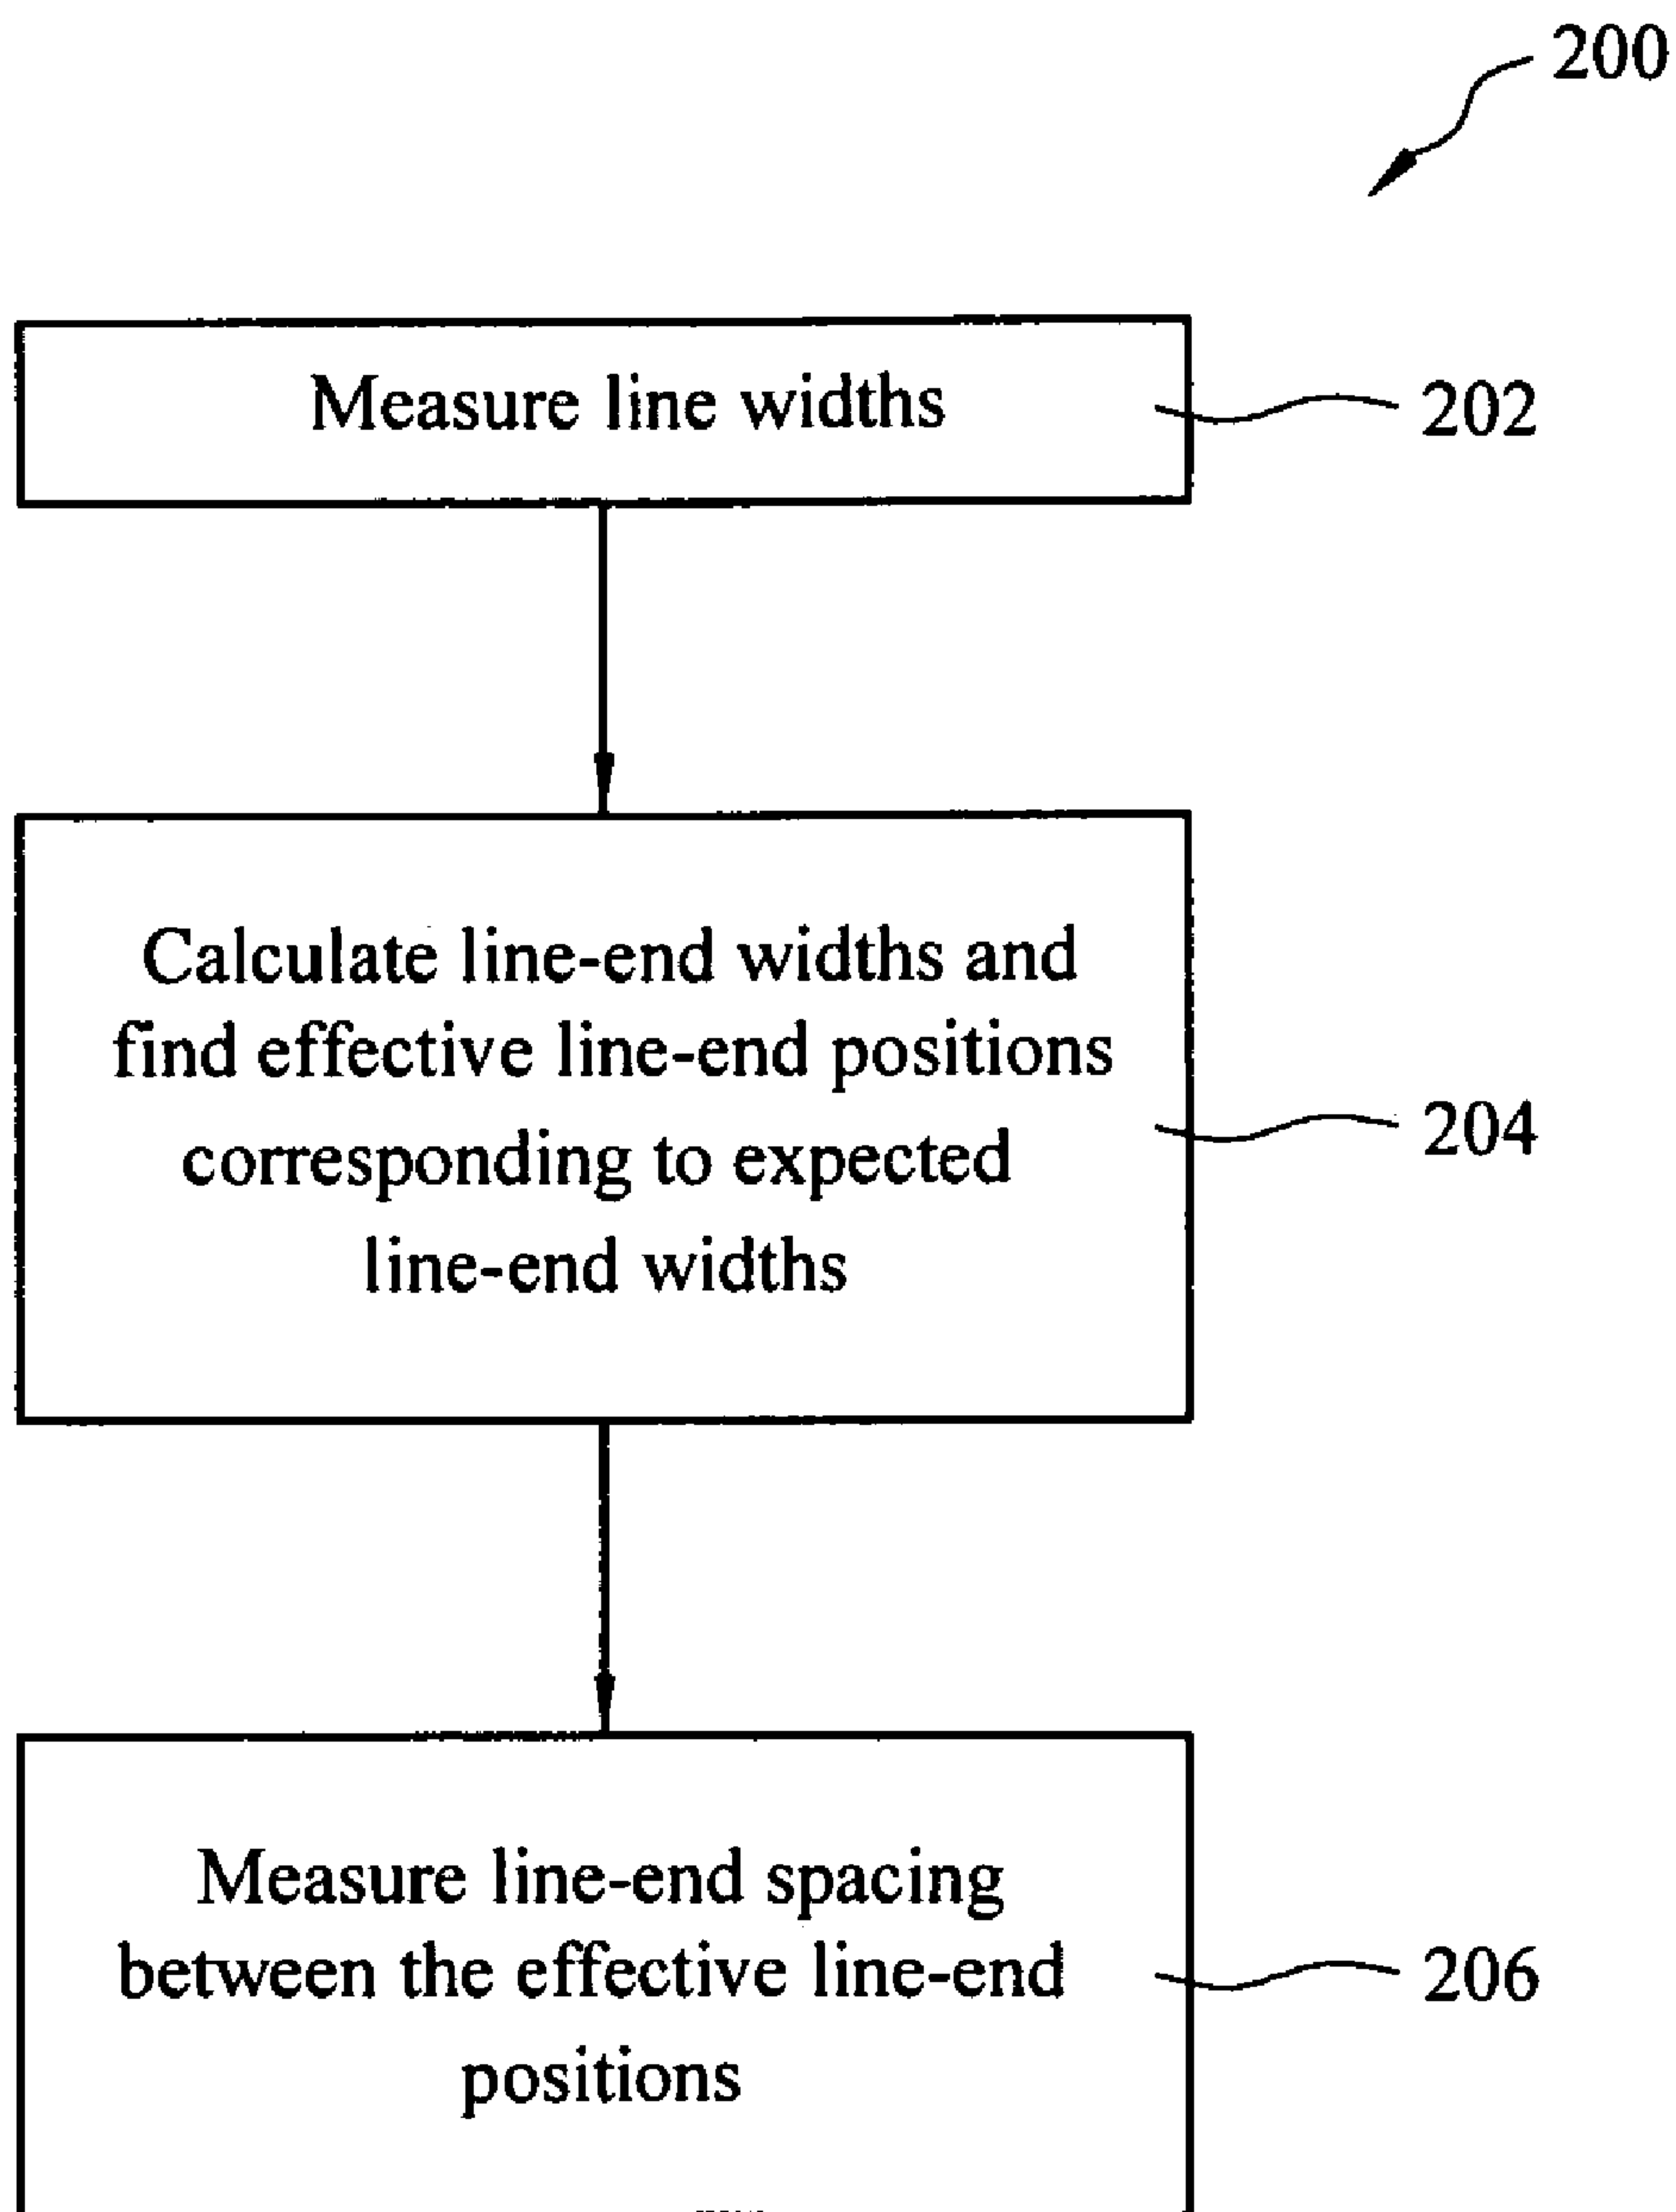 200
Measure line widths
202
Calculate line-end widths and
find effective line-end positions
corresponding to expected
line-end widths
204
Measure line-end spacing
between the effective line-end
positions
206